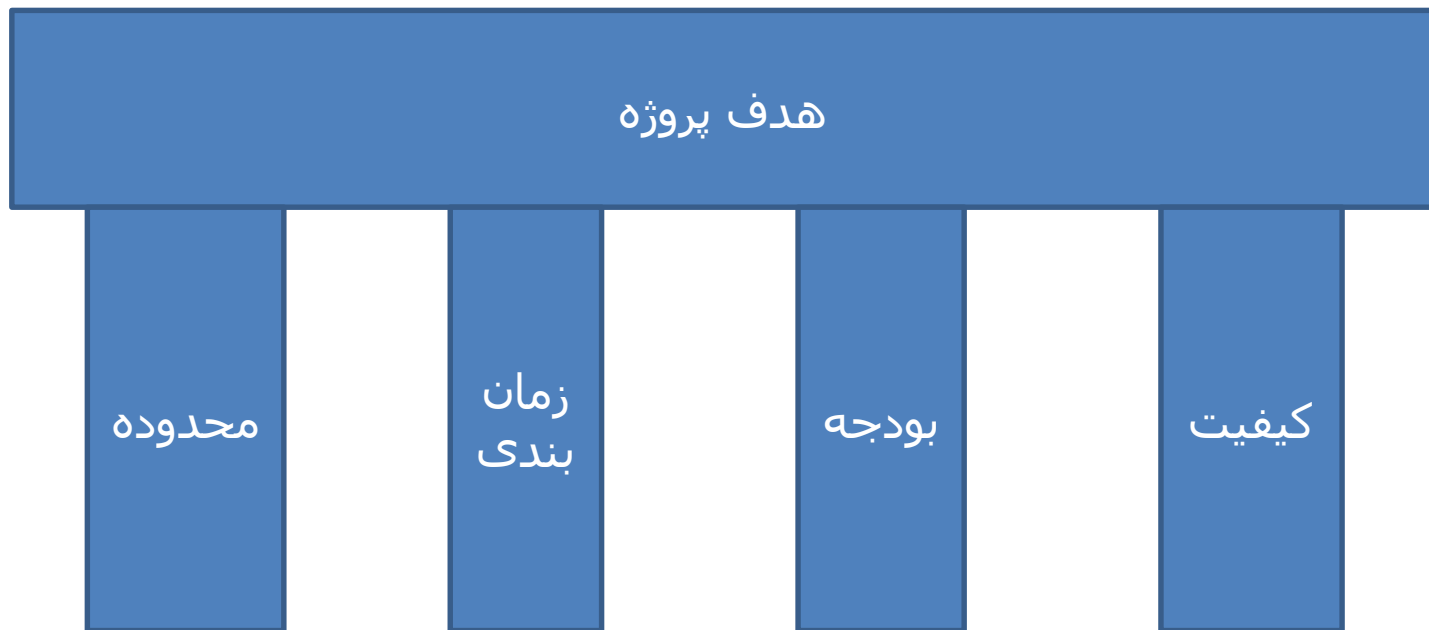 هدف پروژه
کیفیت
بودجه
زمان
بندی
محدوده